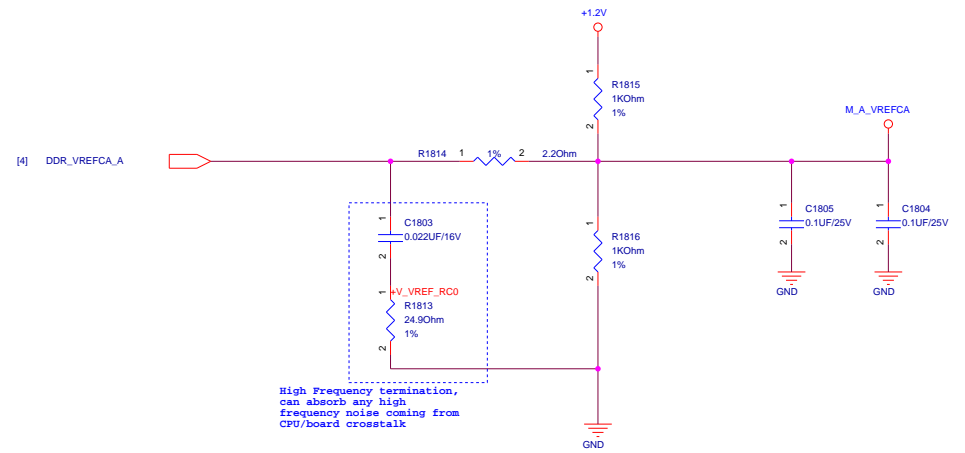 +1.2V
1
R1815
1KOhm
1%
2
M_A_VREFCA
[4] DDR_VREFCA_A
R1814 1 1% 2 2.2Ohm
1
C1803
0.022UF/16V
2
1
R1816
1KOhm
1%
2
1
C1805
0.1UF/25V
2
GND
1
C1804
0.1UF/25V
2
GND
1
+V_VREF_RC0
R1813
24.9Ohm
1%
2
High Frequency termination,
can absorb any high
frequency noise coming from
CPU/board crosstalk
GND